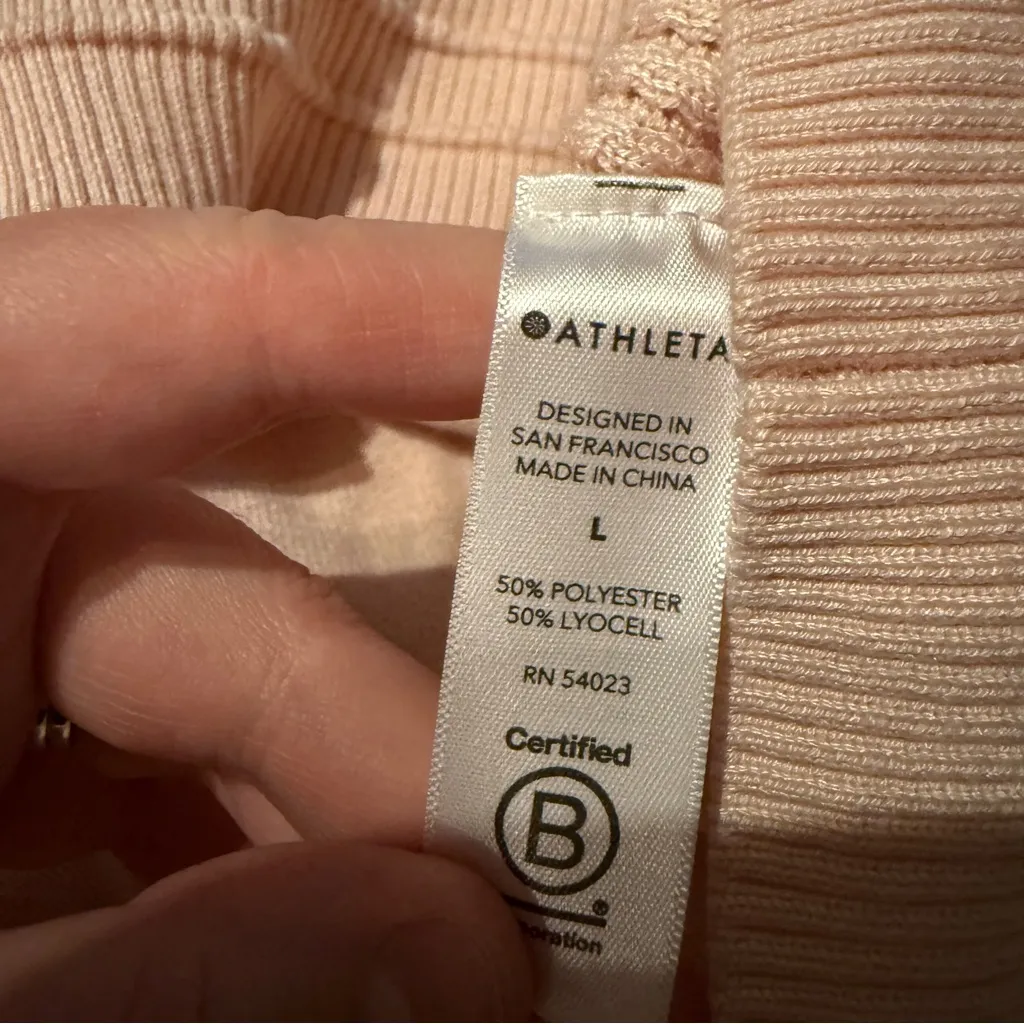 ATHLETA
DESIGNED IN
SAN FRANCISCO
MADE IN CHINA
L
50% POLYESTER
50% LYOCELL
RN 54023
Certified
B
®